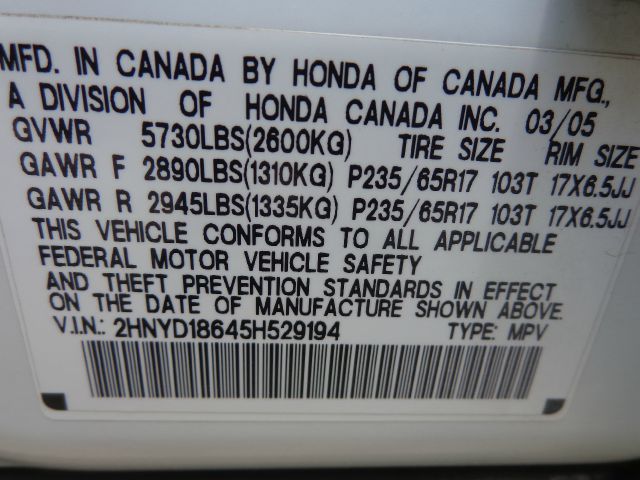 MFD. IN CANADA BY HONDA OF CANADA MFG.,
A DIVISION OF HONDA CANADA INC. 03/05
GVWR 5730LBS(2600KG) TIRE SIZE RIM SIZE
GAWR F 2890LBS(1310KG) P235/65R17 103T 17X6.5JJ
GAWR R 2945LBS(1335KG) P235/65R17 103T 17X6.5JJ
THIS VEHICLE CONFORMS TO ALL APPLICABLE
FEDERAL MOTOR VEHICLE SAFETY
AND THEFT PREVENTION STANDARDS IN EFFECT
ON THE DATE OF MANUFACTURE SHOWN ABOVE.
V.I.N.: 2HNYD18645H529194 TYPE: MPV